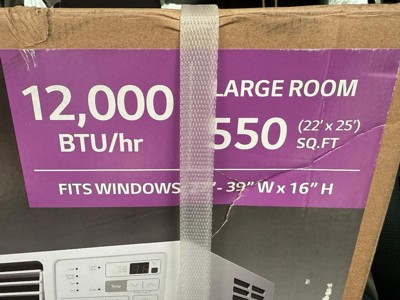 12,000
BTU/hr
LARGE ROOM
550 (22' x 25')
SQ.FT
FITS WINDOWS - 39" W x 16" H